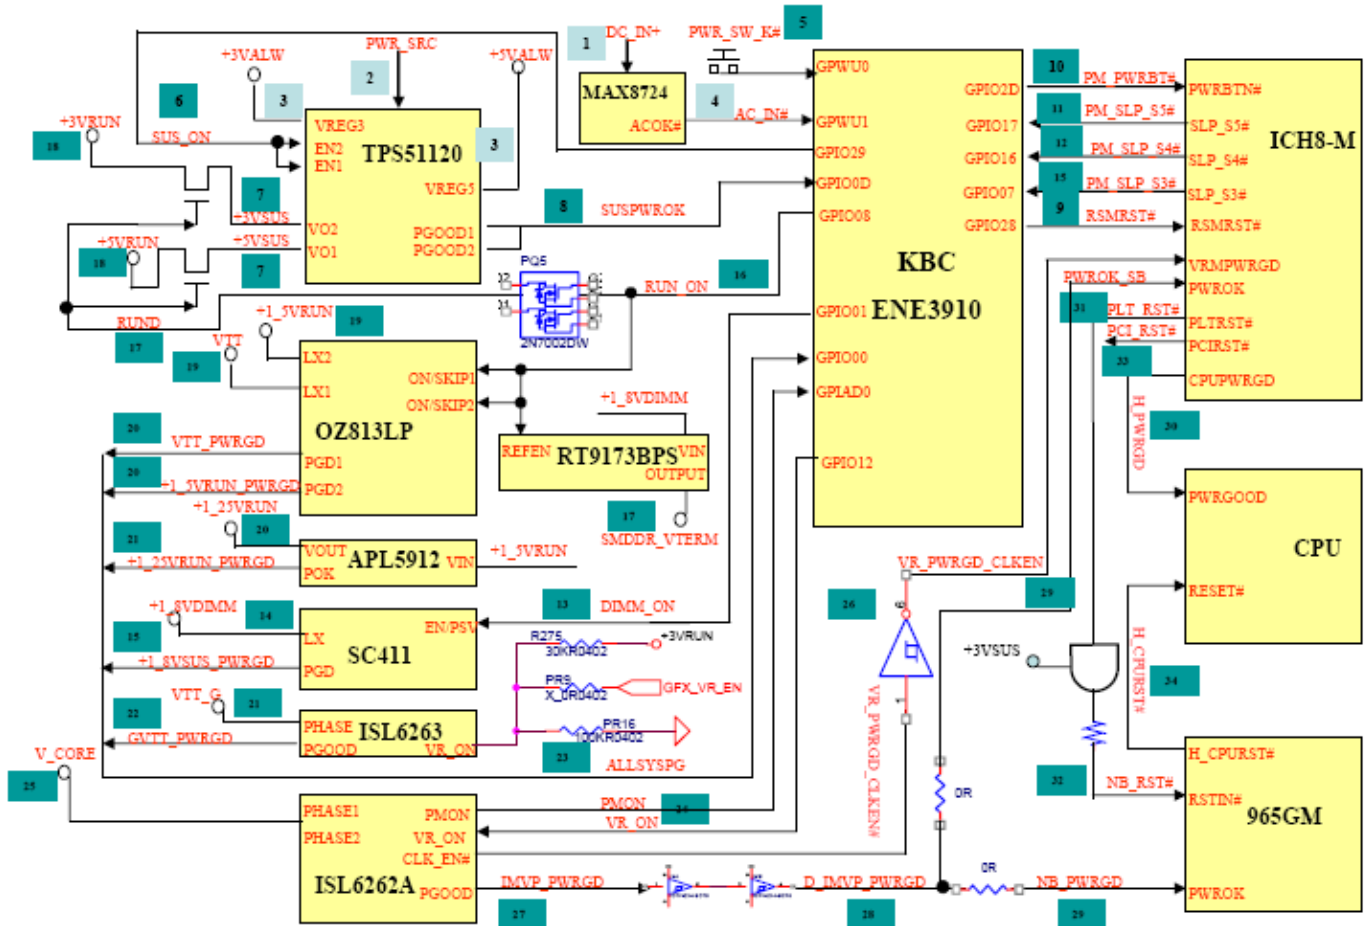 1
DC_IN+
PWR_SW_K#
5
PWR_SRC
+3VALW
+5VALW
2
6
3
SUS_ON
+3VRUN
18
VREG3
EN2
EN1
TPS51120
3
VREG5
MAX8724
ACOK#
4
AC_IN#
GPWU0
GPWU1
GPIO29
GPIO0D
GPIO08
GPIO01
GPIO00
GPIAD0
GPIO12
GPIO2D
GPIO17
GPIO16
GPIO07
GPIO28
KBC
ENE3910
10
PM_PWRBT#
11
PM_SLP_S5#
12
PM_SLP_S4#
15
PM_SLP_S3#
9
RSMRST#
PWRBTN#
SLP_S5#
SLP_S4#
SLP_S3#
RSMRST#
VRMPWRGD
PWROK
PLTRST#
PCIRST#
CPUPWRGD
ICH8-M
7
+3VSUS
+5VRUN
+5VSUS
18
7
VO2
VO1
PGOOD1
PGOOD2
8
SUSPWROK
PQ5
2N7002DW
RUN_ON
16
PWROK_SB
31
PLT_RST#
PCI_RST#
33
RUND
17
+1_5VRUN
19
VTT
19
LX2
LX1
ON/SKIP1
ON/SKIP2
OZ813LP
PGD1
PGD2
20
VTT_PWRGD
20
+1_5VRUN_PWRGD
+1_8VDIMM
REFEN
RT9173BPS
VIN
OUTPUT
17
SMDDR_VTERM
H_PWRGD
30
PWRGOOD
CPU
RESET#
+1_25VRUN
20
21
+1_25VRUN_PWRGD
VOUT
POK
APL5912
VIN
+1_5VRUN
VR_PWRGD_CLKEN
26
6
1
29
+1_8VDIMM
14
15
+1_8VSUS_PWRGD
LX
PGD
SC411
EN/PSV
13
DIMM_ON
R275
30KR0402
+3VRUN
PR9
X_0R0402
GFX_VR_EN
PR16
100KR0402
VR_PWRGD_CLKEN#
+3VSUS
H_CPURST#
34
VTT_G
21
22
GVTT_PWRGD
PHASE
PGOOD
ISL6263
VR_ON
23
ALLSYSPG
V_CORE
25
PHASE1
PHASE2
PMON
VR_ON
CLK_EN#
PGOOD
ISL6262A
PMON
24
VR_ON
IMVP_PWRGD
27
D_IMVP_PWRGD
28
0R
0R
NB_PWRGD
29
32
NB_RST#
H_CPURST#
RSTIN#
965GM
PWROK